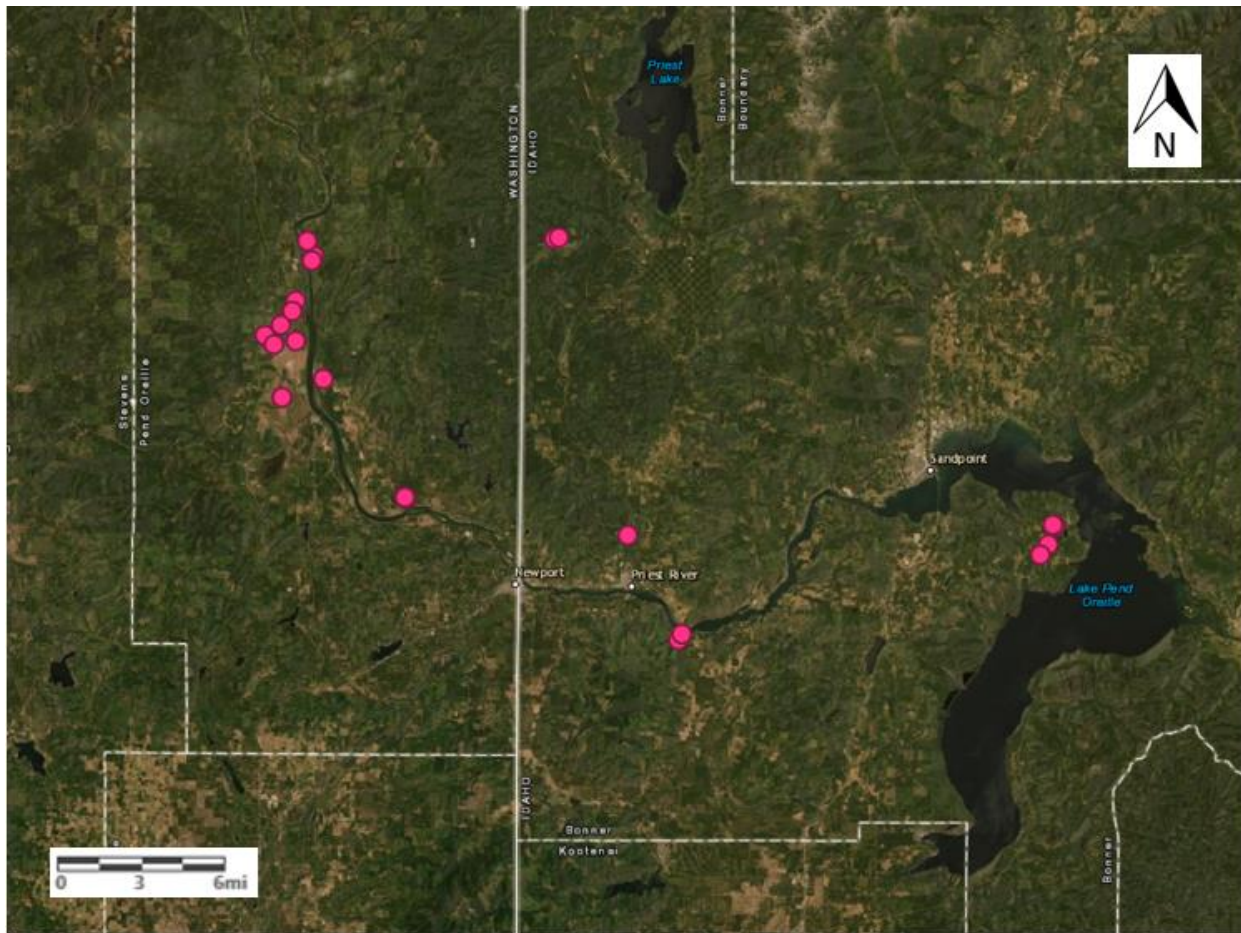 Priest
Lake
Bonner
Boundary
N
WASHINGTON
IDAHO
Stevens
Pend Oreille
Sandpoint
Newport
Priest River
Lake Pend
Oreille
IDAHO
Bonner
Kootenai
Bonner
0 3 6mi